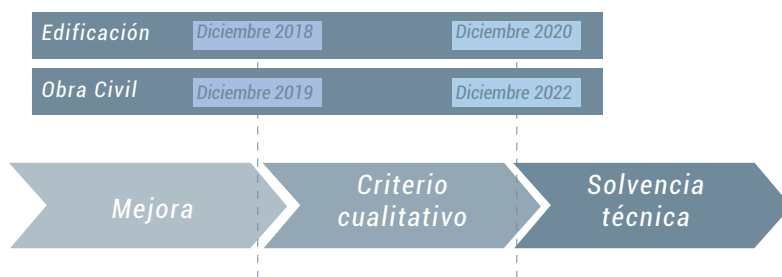 Edificación Diciembre 2018 Diciembre 2020
Obra Civil Diciembre 2019 Diciembre 2022
Mejora
Criterio
cualitativo
Solvencia
técnica